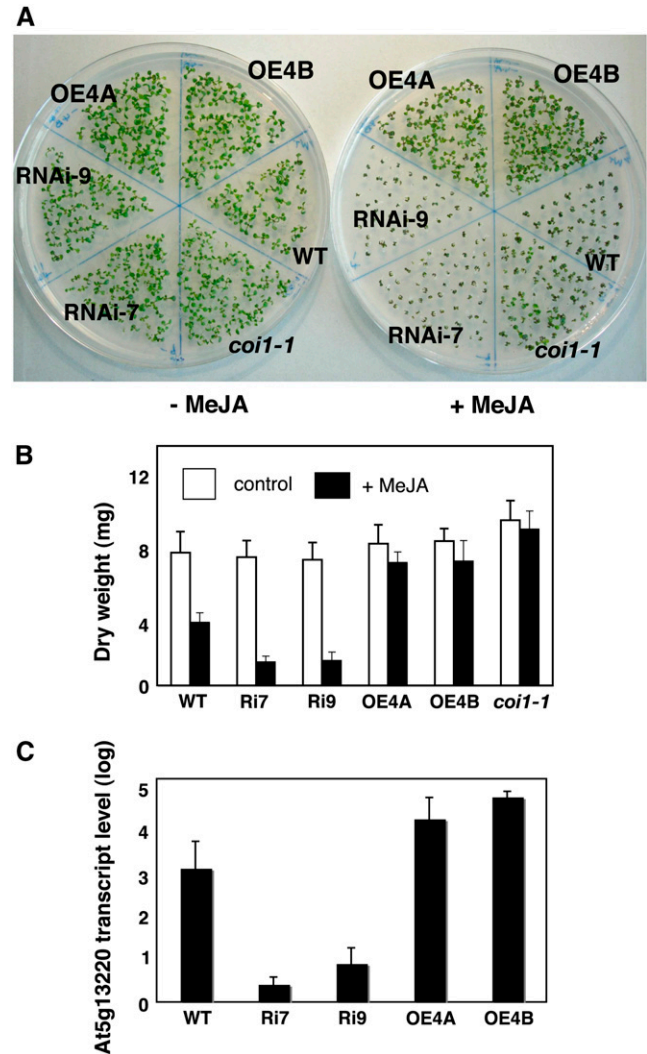 A
OE4A
OE4B
RNAi-9
WT
RNAi-7
coi1-1
OE4A
OE4B
RNAi-9
WT
RNAi-7
coi1-1
- MeJA
+ MeJA
B
Dry weight (mg)
12
8
4
0
control
+ MeJA
WT Ri7 Ri9 OE4A OE4B coi1-1
C
At5g13220 transcript level (log)
5
4
3
2
1
0
WT Ri7 Ri9 OE4A OE4B